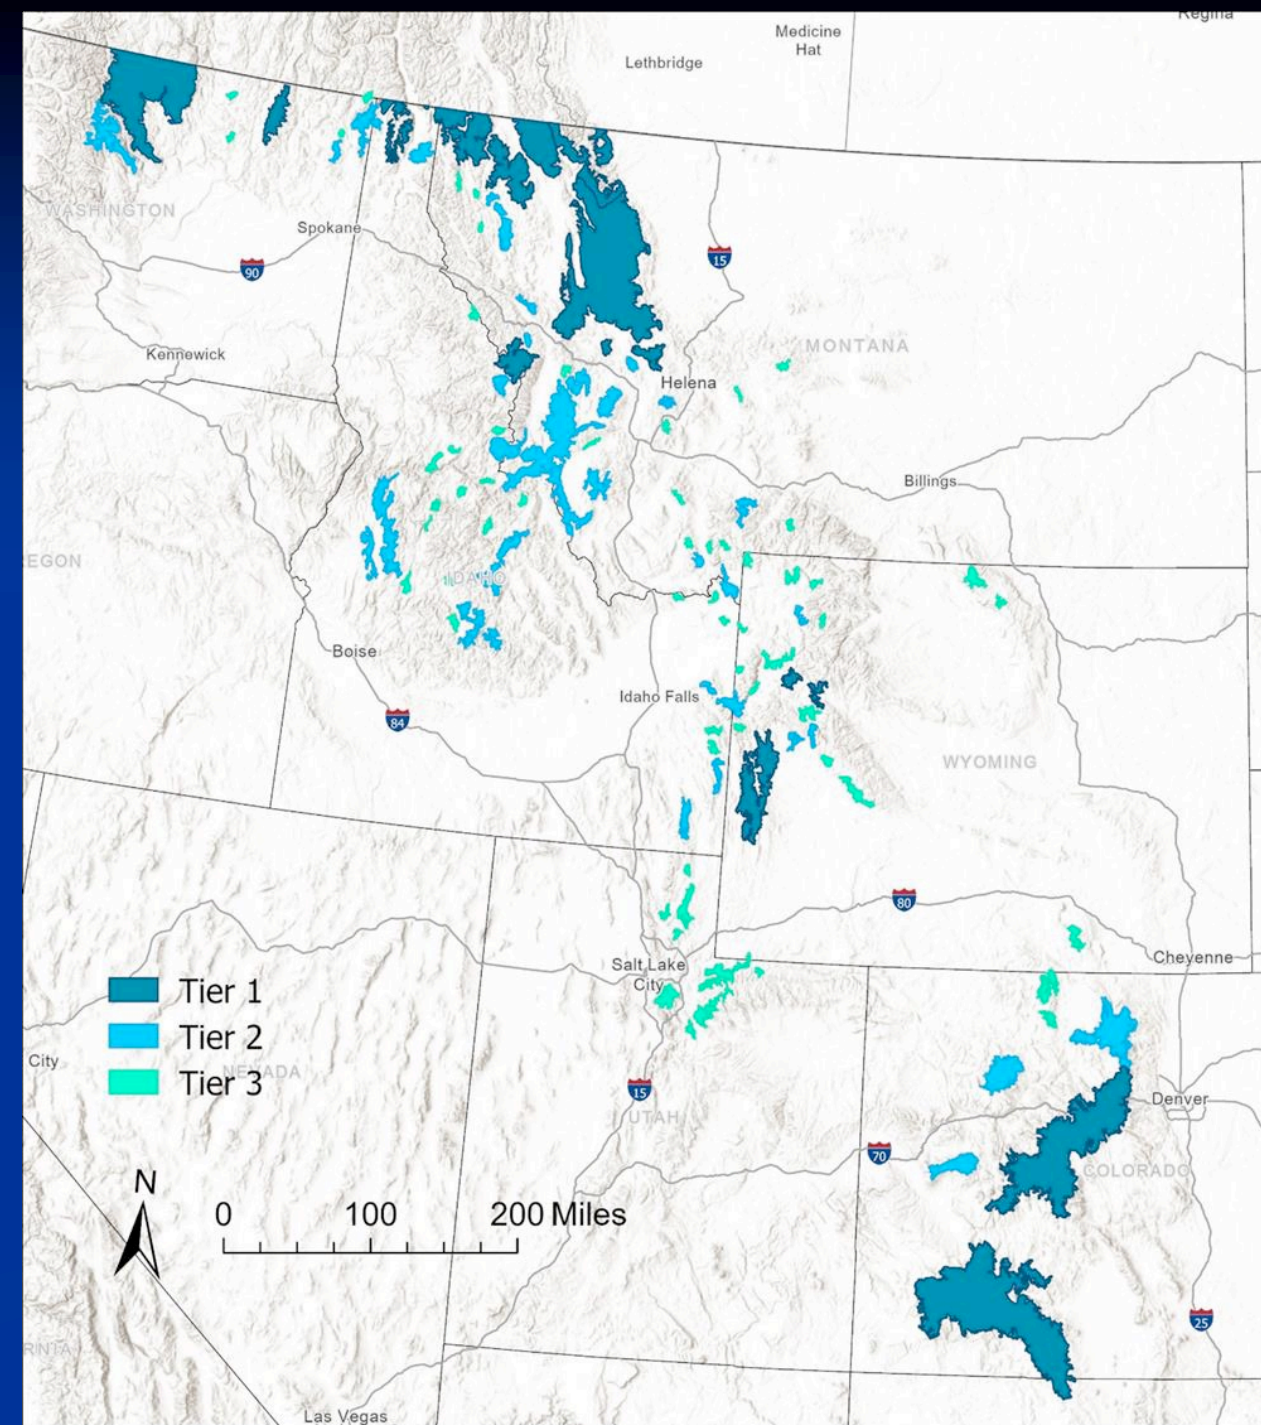 Regina
Medicine
Hat
Lethbridge
WASHINGTON
Spokane
90
15
Kennewick
MONTANA
Helena
Billings
EGON
IDAHO
Boise
Idaho Falls
84
WYOMING
80
Salt Lake
City
Cheyenne
Tier 1
Tier 2
Tier 3
City
NEVADA
15
UTAH
Denver
70
COLORADO
N
0 100 200 Miles
25
RNIA
Las Vegas